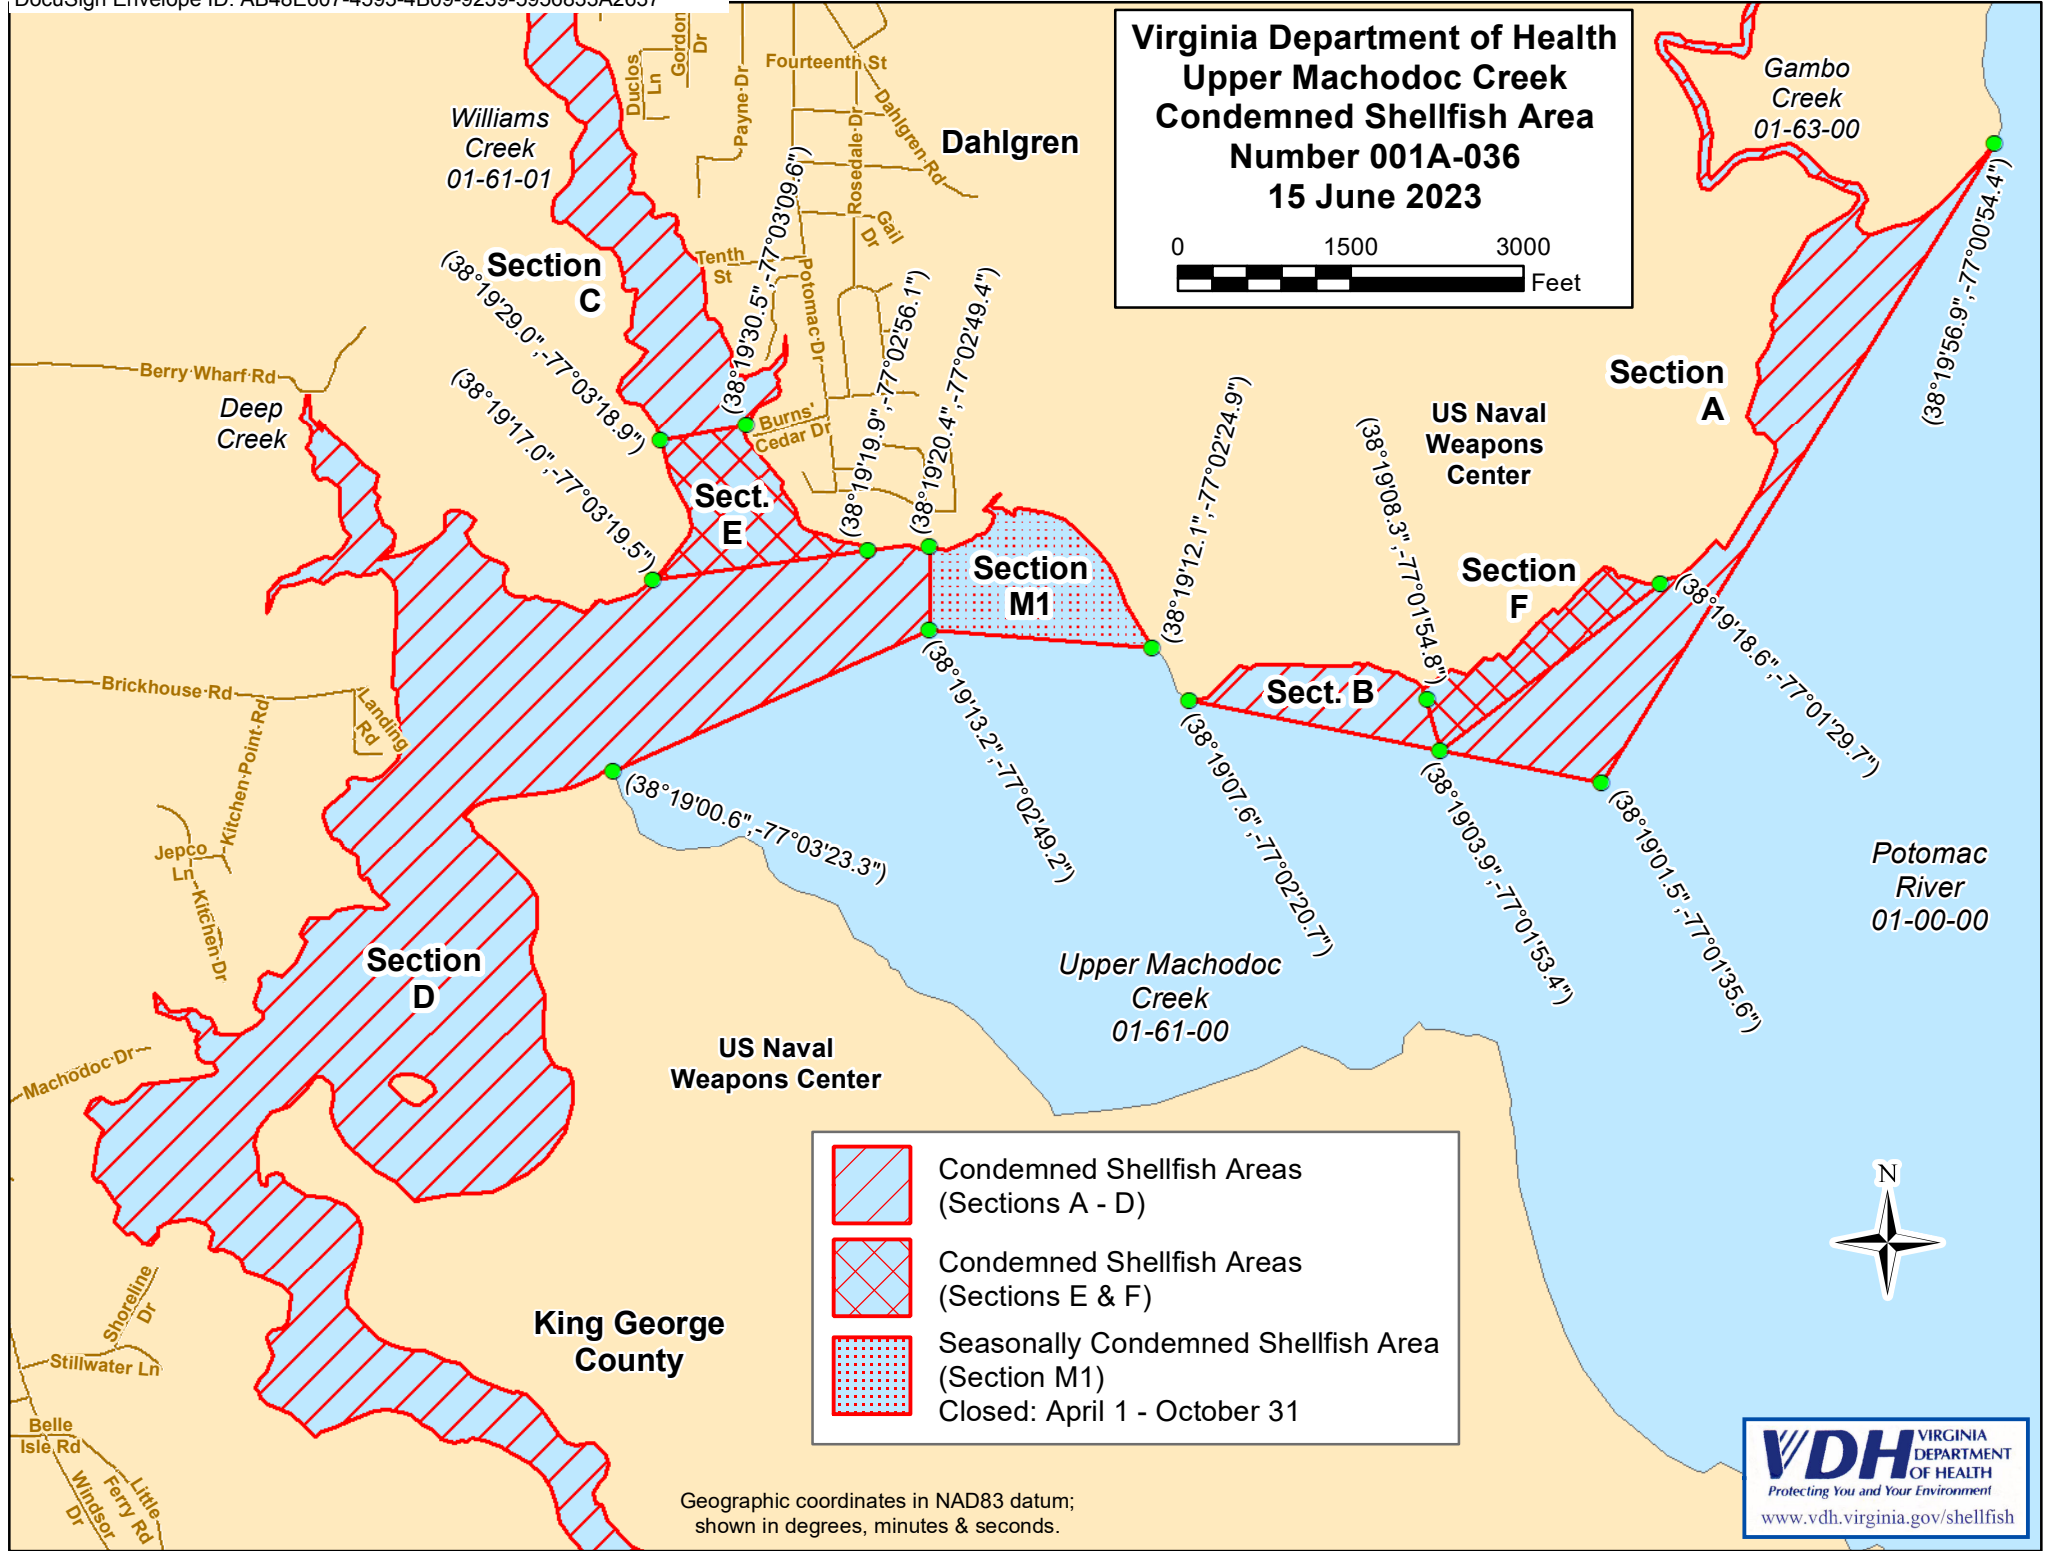 Virginia Department of Health
Upper Machodoc Creek
Condemned Shellfish Area
Number 001A-036
15 June 2023
0 1500 3000
Feet
Gambo
Creek
01-63-00
Williams
Creek
01-61-01
Duclos
Ln
Gordon
Dr
Payne Dr
Fourteenth St
Dahlgren Rd
Rosedale Dr
Gail
Dr
Tenth
St
Potomac Dr
Burns
Cedar Dr
Dahlgren
Section
C
(38°19'29.0",-77°03'18.9")
(38°19'17.0",-77°03'19.5")
(38°19'30.5",-77°03'09.6")
(38°19'19.9",-77°02'56.1")
(38°19'20.4",-77°02'49.4")
(38°19'12.1",-77°02'24.9")
(38°19'08.3",-77°01'54.8")
(38°19'56.9",-77°00'54.4")
Section
A
US Naval
Weapons
Center
Berry Wharf Rd
Deep
Creek
Sect.
E
Section
M1
Section
F
Sect. B
(38°19'18.6",-77°01'29.7")
Brickhouse Rd
Landing
Rd
Kitchen Point Rd
Jepco
Ln
Kitchen Dr
(38°19'00.6",-77°03'23.3")
(38°19'13.2",-77°02'49.2")
(38°19'07.6",-77°02'20.7")
(38°19'03.9",-77°01'53.4")
(38°19'01.5",-77°01'35.6")
Potomac
River
01-00-00
Section
D
Upper Machodoc
Creek
01-61-00
US Naval
Weapons Center
Machodoc Dr
Condemned Shellfish Areas
(Sections A - D)
Condemned Shellfish Areas
(Sections E & F)
Seasonally Condemned Shellfish Area
(Section M1)
Closed: April 1 - October 31
N
Shoreline
Dr
Stillwater Ln
King George
County
Belle
Isle Rd
Windsor
Dr
Little
Ferry Rd
Geographic coordinates in NAD83 datum;
shown in degrees, minutes & seconds.
VDH VIRGINIA
DEPARTMENT
OF HEALTH
Protecting You and Your Environment
www.vdh.virginia.gov/shellfish